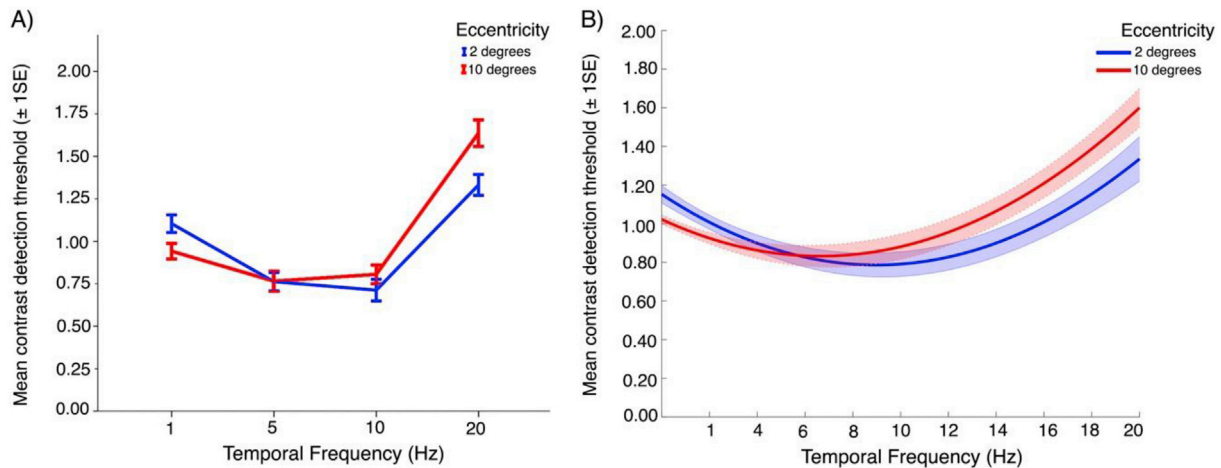 A)
Eccentricity
2 degrees
10 degrees
Mean contrast detection threshold (± 1SE)
2.00
1.75
1.50
1.25
1.00
0.75
0.50
0.25
0.00
1 5 10 20
Temporal Frequency (Hz)
B)
Eccentricity
2 degrees
10 degrees
Mean contrast detection threshold (± 1SE)
2.00
1.80
1.60
1.40
1.20
1.00
0.80
0.60
0.40
0.20
0.00
1 4 6 8 10 12 14 16 18 20
Temporal Frequency (Hz)